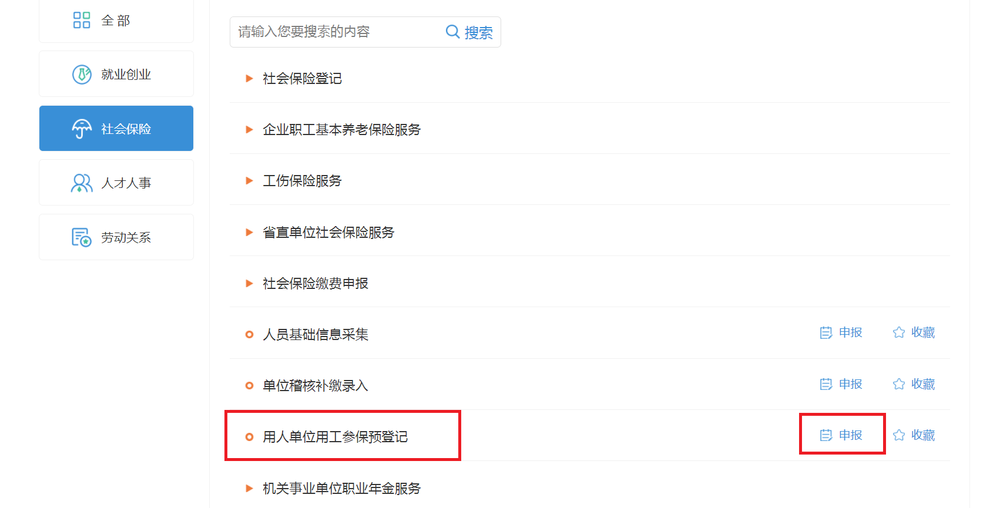 全 部
就业创业
社会保险
人才人事
劳动关系
请输入您要搜索的内容 搜索
社会保险登记
企业职工基本养老保险服务
工伤保险服务
省直单位社会保险服务
社会保险缴费申报
人员基础信息采集 申报 收藏
单位稽核补缴录入 申报 收藏
用人单位用工参保预登记 申报 收藏
机关事业单位职业年金服务